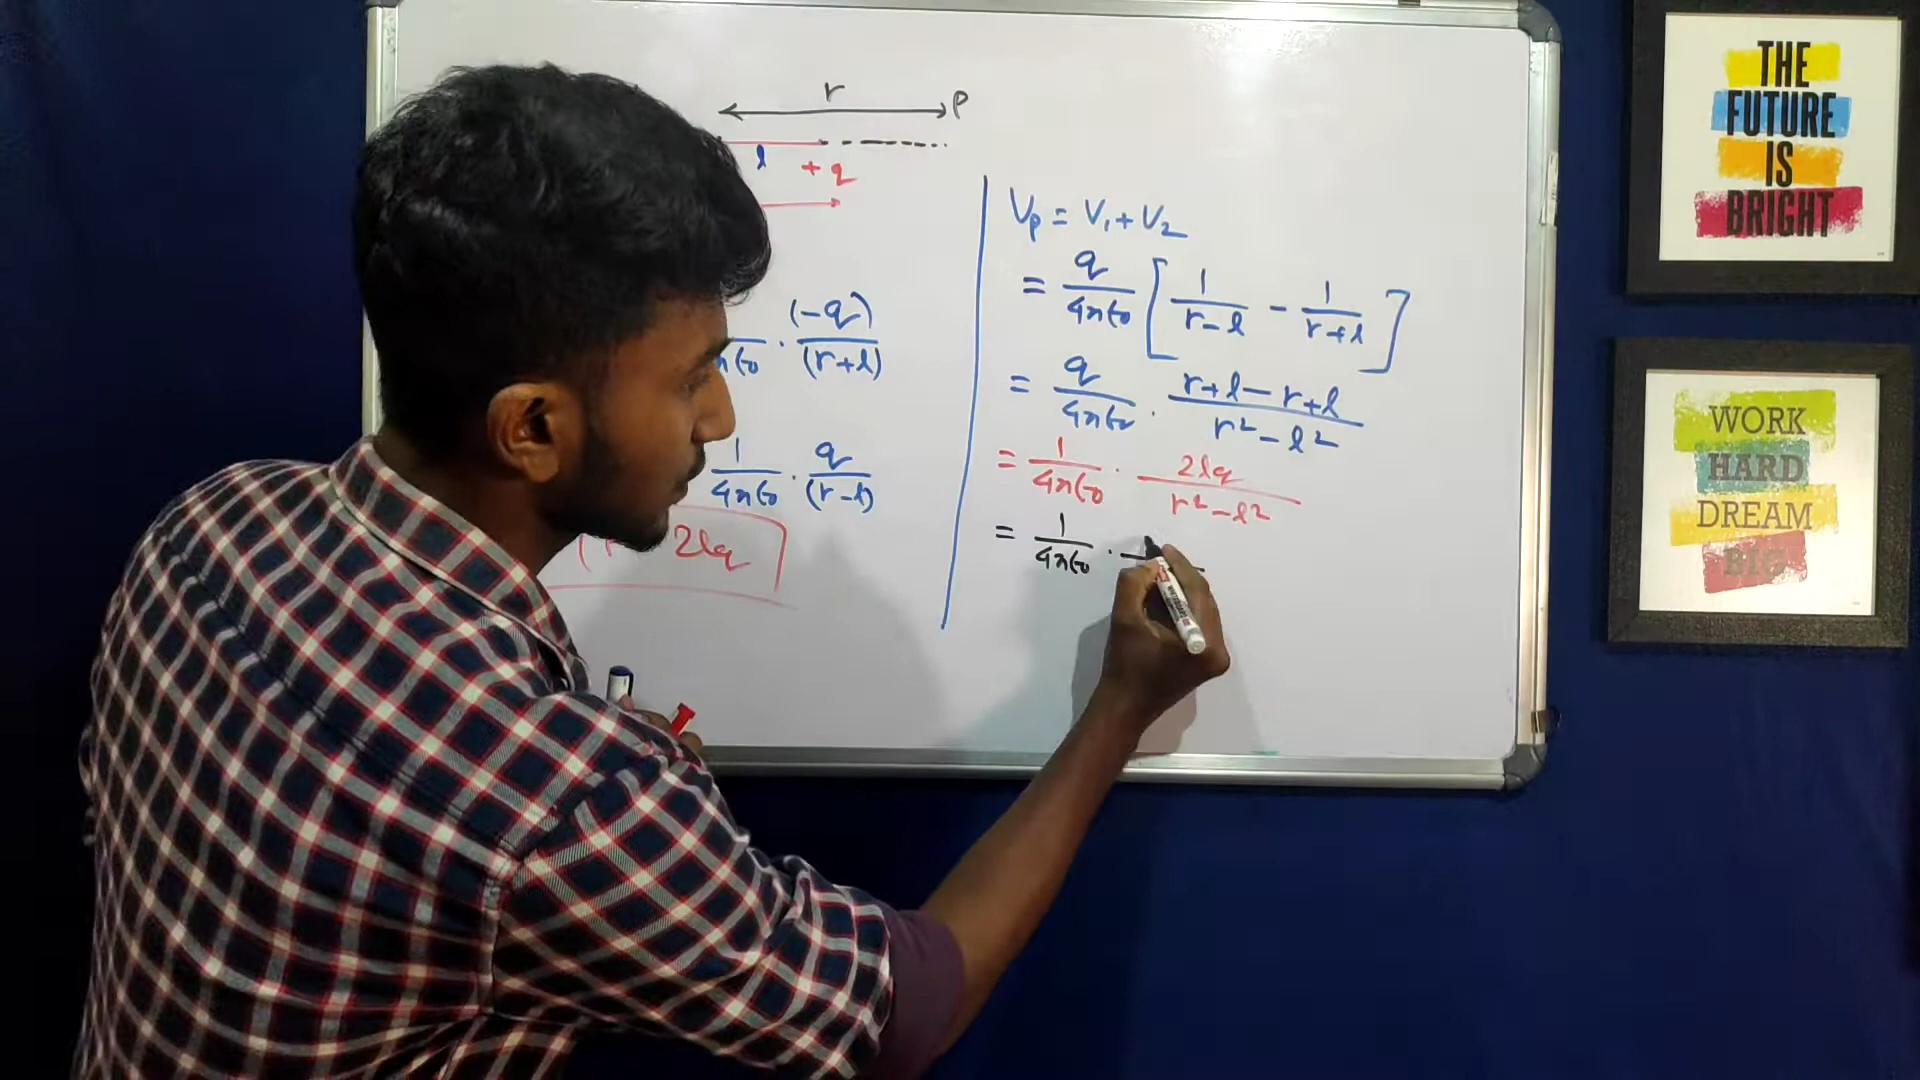 r P
l + q
(-q)
4πϵ₀ · (r+l)
1/4πϵ₀ · q/(r-l)
2lq
Vₚ = V₁ + V₂
= q/4πϵ₀ [1/r-l - 1/r+l]
= q/4πϵ₀ · r+l-r+l/r²-l²
= 1/4πϵ₀ · 2lq/r²-l²
= 1/4πϵ₀ ·
THE
FUTURE
IS
BRIGHT
WORK
HARD
DREAM
BIG